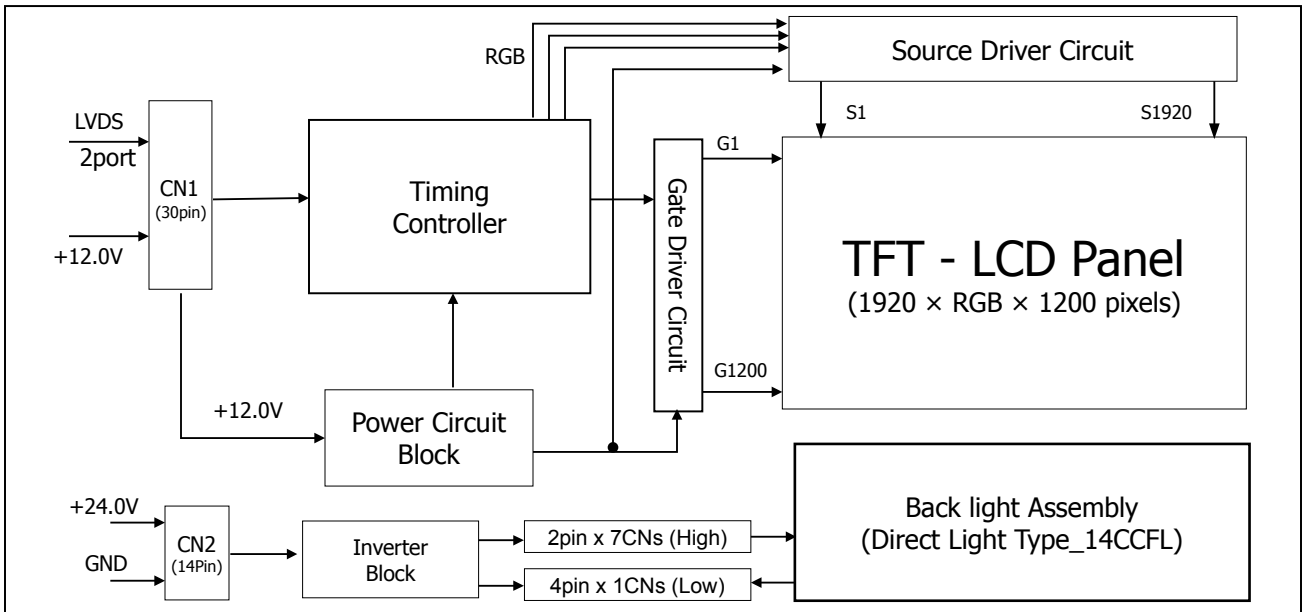 RGB
Source Driver Circuit
S1
S1920
LVDS
2port
CN1
(30pin)
+12.0V
Timing
Controller
Gate Driver Circuit
G1
G1200
TFT - LCD Panel
(1920 × RGB × 1200 pixels)
+12.0V
Power Circuit
Block
+24.0V
GND
CN2
(14Pin)
Inverter
Block
2pin x 7CNs (High)
4pin x 1CNs (Low)
Back light Assembly
(Direct Light Type_14CCFL)